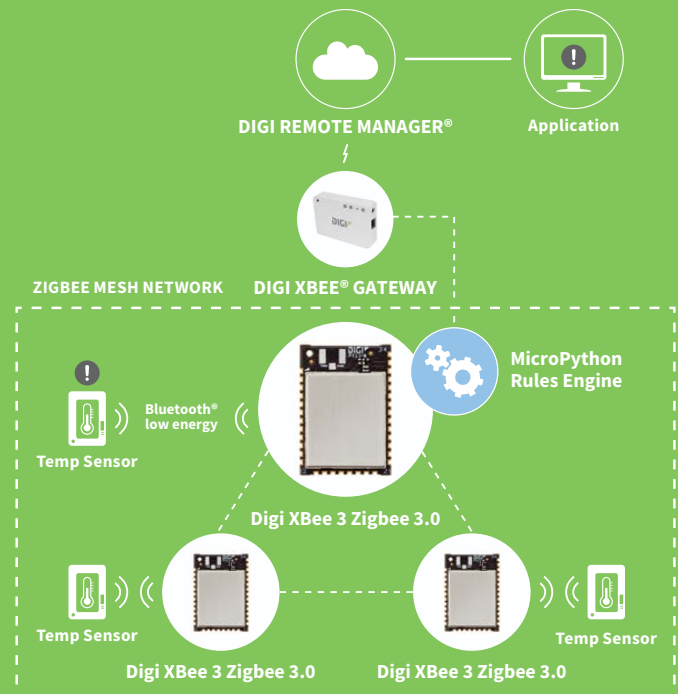 DIGI REMOTE MANAGER®
Application
!
DIGI
ZIGBEE MESH NETWORK
DIGI XBEE® GATEWAY
MicroPython
Rules Engine
!
Bluetooth®
low energy
Temp Sensor
DIGI
Digi XBee 3 Zigbee 3.0
Temp Sensor
Temp Sensor
Digi XBee 3 Zigbee 3.0
Digi XBee 3 Zigbee 3.0